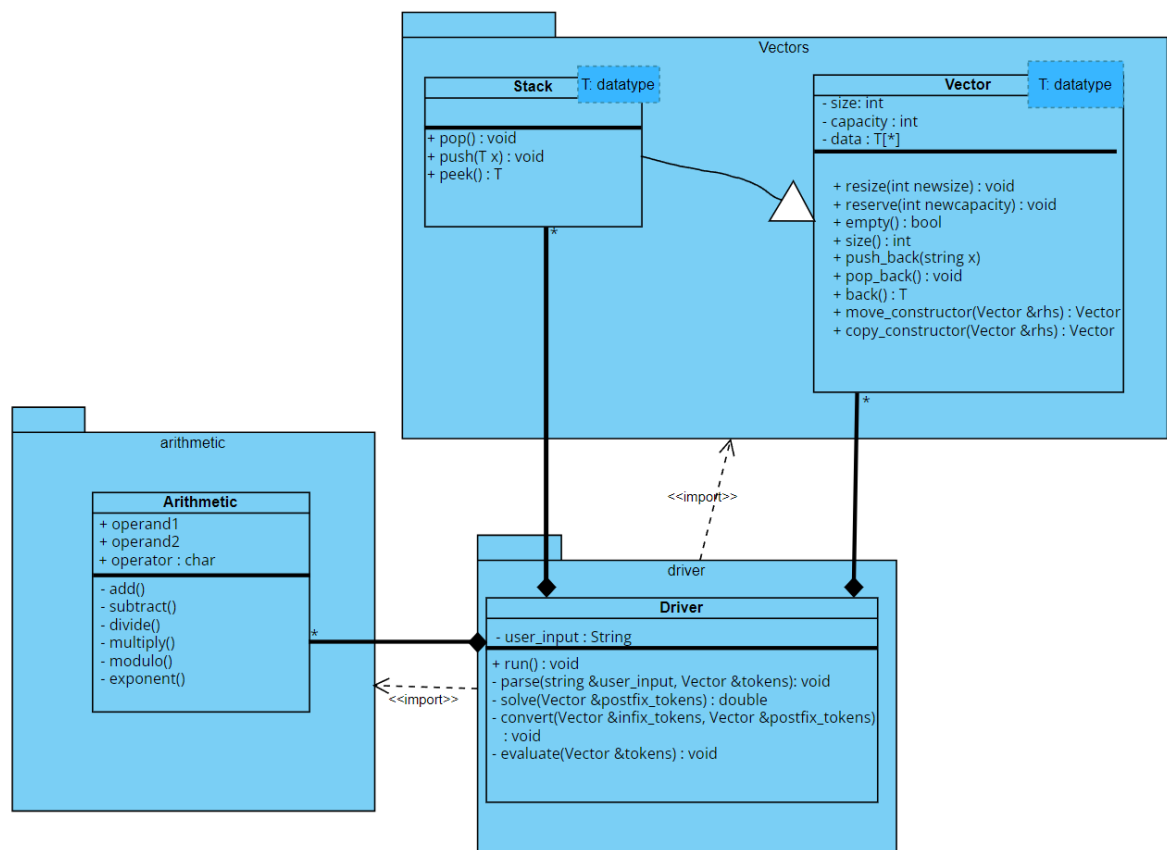 Vectors
Stack
T: datatype
+ pop() : void
+ push(T x) : void
+ peek() : T
*
Vector
T: datatype
- size: int
- capacity : int
- data : T[*]
+ resize(int newsize) : void
+ reserve(int newcapacity) : void
+ empty() : bool
+ size() : int
+ push_back(string x)
+ pop_back() : void
+ back() : T
+ move_constructor(Vector &rhs) : Vector
+ copy_constructor(Vector &rhs) : Vector
*
arithmetic
Arithmetic
+ operand1
+ operand2
+ operator : char
- add()
- subtract()
- divide()
- multiply()
- modulo()
- exponent()
*
<<import>>
<<import>>
driver
Driver
- user_input : String
+ run() : void
- parse(string &user_input, Vector &tokens): void
- solve(Vector &postfix_tokens) : double
- convert(Vector &infix_tokens, Vector &postfix_tokens)
: void
- evaluate(Vector &tokens) : void